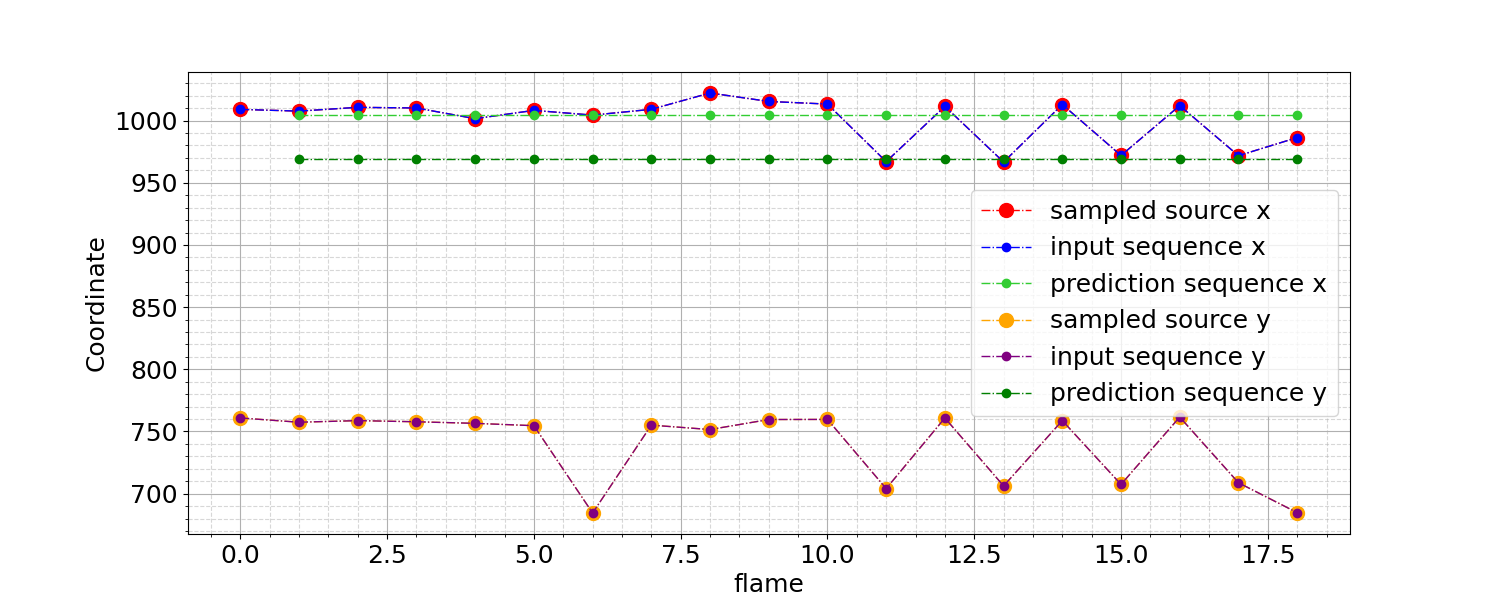 1000
950
900
850
800
750
700
Coordinate
sampled source x
input sequence x
prediction sequence x
sampled source y
input sequence y
prediction sequence y
0.0 2.5 5.0 7.5 10.0 12.5 15.0 17.5
flame